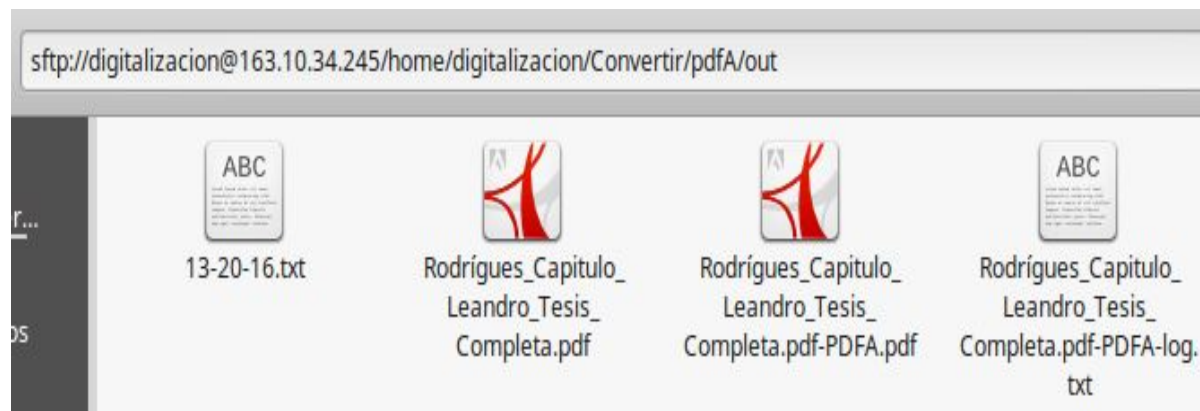 sftp://digitalizacion@163.10.34.245/home/digitalizacion/Convertir/pdfA/out
r...
os
ABC
ABC
13-20-16.txt
Rodrígues_Capitulo_
Leandro_Tesis_
Completa.pdf
Rodrígues_Capitulo_
Leandro_Tesis_
Completa.pdf-PDFA.pdf
Rodrígues_Capitulo_
Leandro_Tesis_
Completa.pdf-PDFA-log.
txt